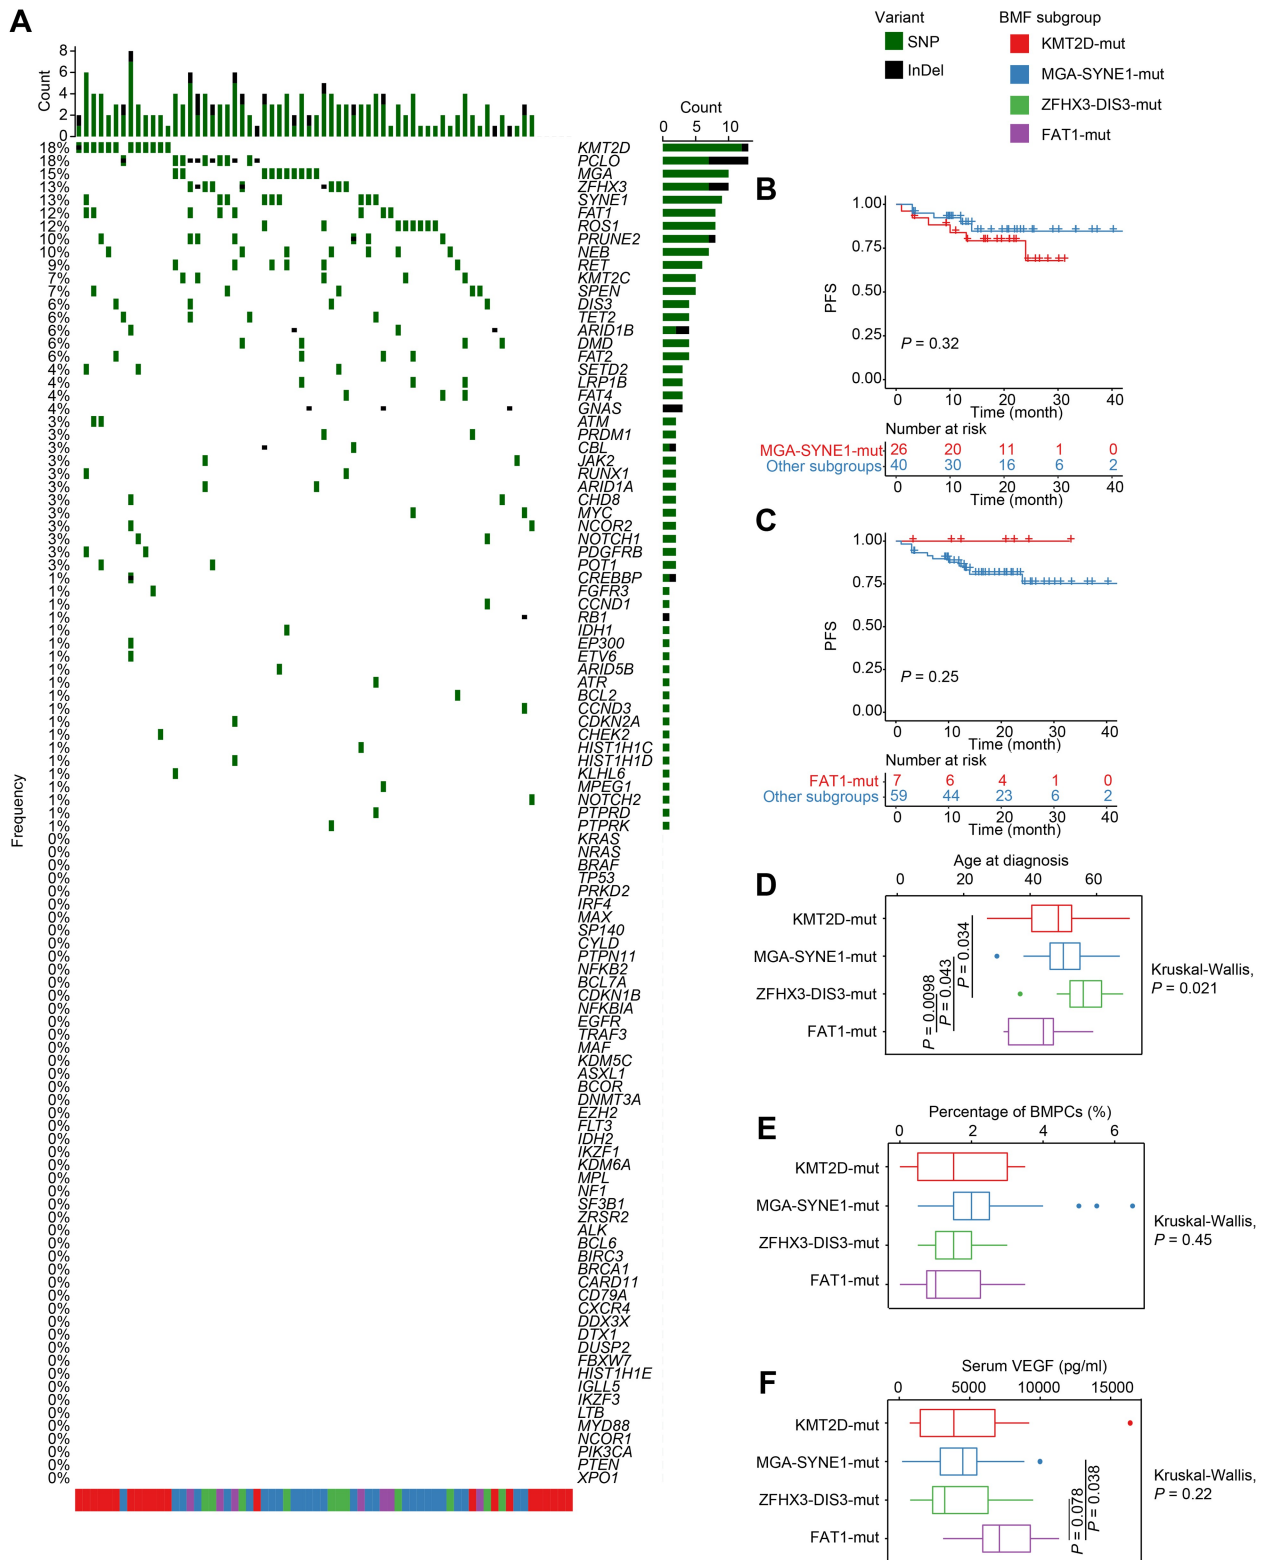 A
Variant
SNP
InDel
BMF subgroup
KMT2D-mut
MGA-SYNE1-mut
ZFHX3-DIS3-mut
FAT1-mut
Count
8
6
4
2
0
Count
0 5 10
Frequency
18% KMT2D
18% PCLO
15% MGA
13% ZFHX3
13% SYNE1
12% FAT1
12% ROS1
10% PRUNE2
10% NEB
9% RET
7% KMT2C
7% SPEN
6% DIS3
6% TET2
6% ARID1B
6% DMD
6% FAT2
4% SETD2
4% LRP1B
4% FAT4
4% GNAS
3% ATM
3% PRDM1
3% CBL
3% JAK2
3% RUNX1
3% ARID1A
3% CHD8
3% MYC
3% NCOR2
3% NOTCH1
3% PDGFRB
3% POT1
1% CREBBP
1% FGFR3
1% CCND1
1% RB1
1% IDH1
1% EP300
1% ETV6
1% ARID5B
1% ATR
1% BCL2
1% CCND3
1% CDKN2A
1% CHEK2
1% HIST1H1C
1% HIST1H1D
1% KLHL6
1% MPEG1
1% NOTCH2
1% PTPRD
1% PTPRK
0% KRAS
0% NRAS
0% BRAF
0% TP53
0% PRKD2
0% IRF4
0% MAX
0% SP140
0% CYLD
0% PTPN11
0% NFKB2
0% BCL7A
0% CDKN1B
0% NFKBIA
0% EGFR
0% TRAF3
0% MAF
0% KDM5C
0% ASXL1
0% BCOR
0% DNMT3A
0% EZH2
0% FLT3
0% IDH2
0% IKZF1
0% KDM6A
0% MPL
0% NF1
0% SF3B1
0% ZRSR2
0% ALK
0% BCL6
0% BIRC3
0% BRCA1
0% CARD11
0% CD79A
0% CXCR4
0% DDX3X
0% DTX1
0% DUSP2
0% FBXW7
0% HIST1H1E
0% IGLL5
0% IKZF3
0% LTB
0% MYD88
0% NCOR1
0% PIK3CA
0% PTEN
0% XPO1
B
PFS
1.00
0.75
0.50
0.25
0.00
P = 0.32
0 10 20 30 40
Time (month)
Number at risk
MGA-SYNE1-mut 26 20 11 1 0
Other subgroups 40 30 16 6 2
0 10 20 30 40
Time (month)
C
PFS
1.00
0.75
0.50
0.25
0.00
P = 0.25
0 10 20 30 40
Time (month)
Number at risk
FAT1-mut 7 6 4 1 0
Other subgroups 59 44 23 6 2
0 10 20 30 40
Time (month)
D
Age at diagnosis
0 20 40 60
KMT2D-mut
MGA-SYNE1-mut
ZFHX3-DIS3-mut
FAT1-mut
P = 0.0098
P = 0.043
P = 0.034
Kruskal-Wallis,
P = 0.021
E
Percentage of BMPCs (%)
0 2 4 6
KMT2D-mut
MGA-SYNE1-mut
ZFHX3-DIS3-mut
FAT1-mut
Kruskal-Wallis,
P = 0.45
F
Serum VEGF (pg/ml)
0 5000 10000 15000
KMT2D-mut
MGA-SYNE1-mut
ZFHX3-DIS3-mut
FAT1-mut
P = 0.078
P = 0.038
Kruskal-Wallis,
P = 0.22